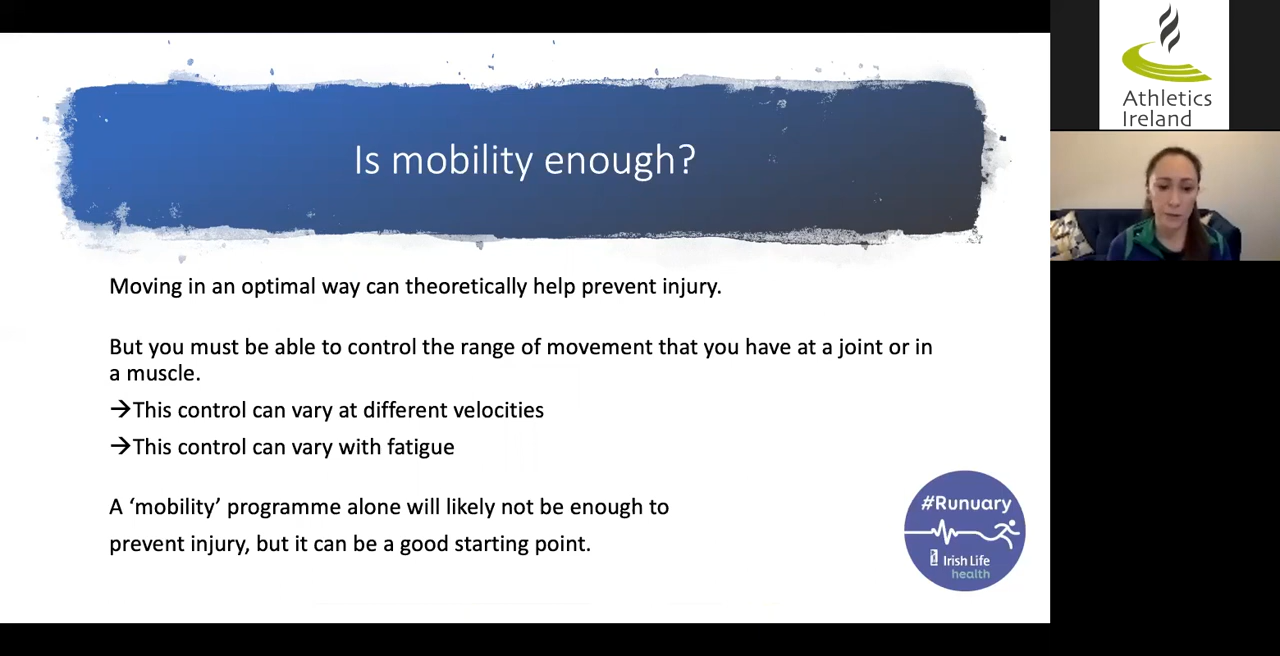 Is mobility enough?
Moving in an optimal way can theoretically help prevent injury.
But you must be able to control the range of movement that you have at a joint or in
a muscle.
→This control can vary at different velocities
→This control can vary with fatigue
A ‘mobility’ programme alone will likely not be enough to
prevent injury, but it can be a good starting point.
#Runuary
Irish Life
health
Athletics
Ireland